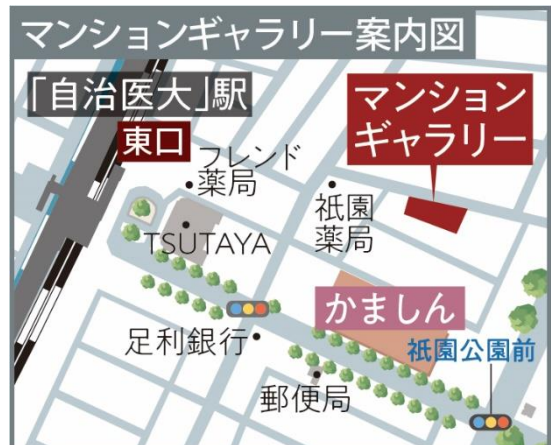 マンションギャラリー案内図
「自治医大」駅
東口
マンション
ギャラリー
フレンド
薬局
祇園
薬局
TSUTAYA
かましん
足利銀行
祇園公園前
郵便局